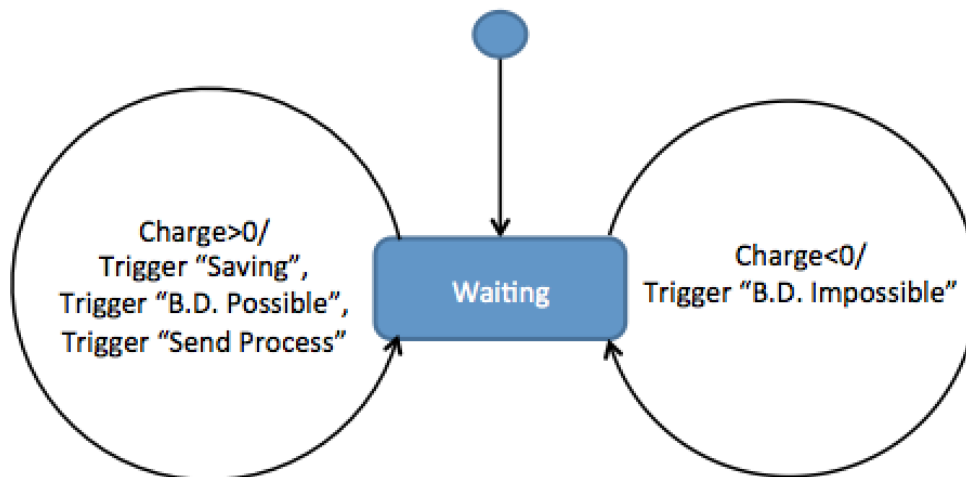 Charge>0/
Trigger “Saving”,
Trigger “B.D. Possible”,
Trigger “Send Process”
Waiting
Charge<0/
Trigger “B.D. Impossible”